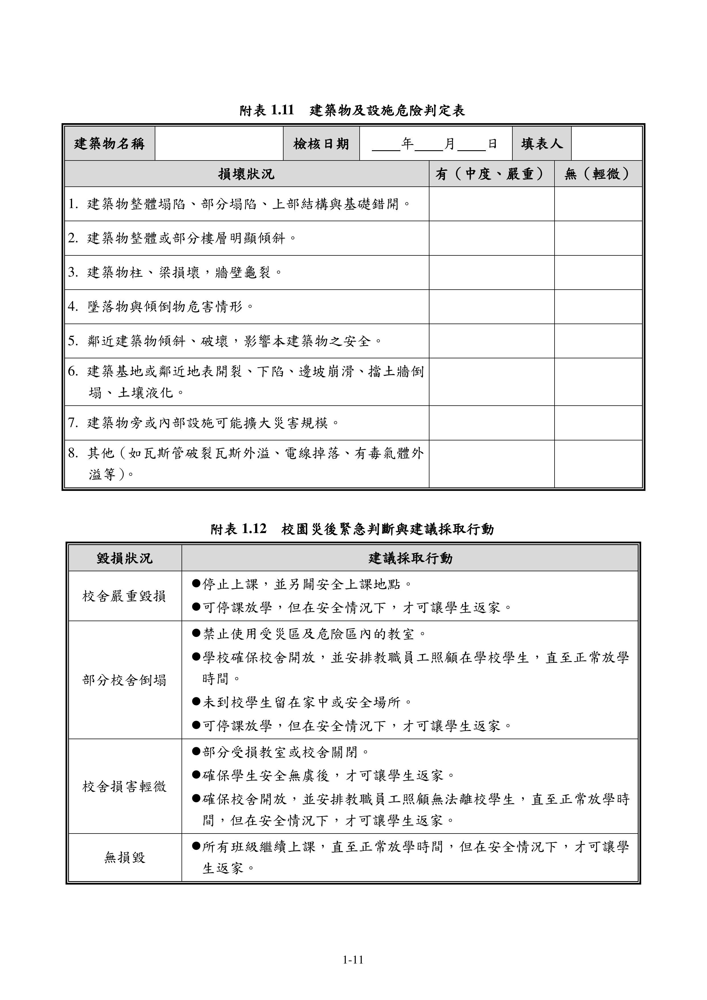 附表 1.11　建築物及設施危險判定表
建築物名稱　檢核日期　____年____月____日　填表人
損壞狀況　有（中度、嚴重）　無（輕微）
1. 建築物整體塌陷、部分塌陷、上部結構與基礎錯開。
2. 建築物整體或部分樓層明顯傾斜。
3. 建築物柱、梁損壞，牆壁龜裂。
4. 墜落物與傾倒物危害情形。
5. 鄰近建築物傾斜、破壞，影響本建築物之安全。
6. 建築基地或鄰近地表開裂、下陷、邊坡崩滑、擋土牆倒
塌、土壤液化。
7. 建築物旁或內部設施可能擴大災害規模。
8. 其他（如瓦斯管破裂瓦斯外溢、電線掉落、有毒氣體外
溢等）。
附表 1.12　校園災後緊急判斷與建議採取行動
毀損狀況　建議採取行動
校舍嚴重毀損
●停止上課，並另闢安全上課地點。
●可停課放學，但在安全情況下，才可讓學生返家。
部分校舍倒塌
●禁止使用受災區及危險區內的教室。
●學校確保校舍開放，並安排教職員工照顧在學校學生，直至正常放學
時間。
●未到校學生留在家中或安全場所。
●可停課放學，但在安全情況下，才可讓學生返家。
校舍損害輕微
●部分受損教室或校舍關閉。
●確保學生安全無虞後，才可讓學生返家。
●確保校舍開放，並安排教職員工照顧無法離校學生，直至正常放學時
間，但在安全情況下，才可讓學生返家。
無損毀
●所有班級繼續上課，直至正常放學時間，但在安全情況下，才可讓學
生返家。
1-11